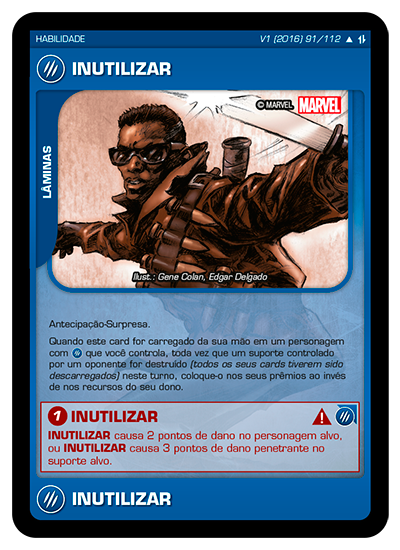 HABILIDADE
V1 (2016) 91/112
INUTILIZAR
© MARVEL MARVEL
LÂMINAS
Ilust.: Gene Colan, Edgar Delgado
Antecipação-Surpresa.
Quando este card for carregado da sua mão em um personagem
com que você controla, toda vez que um suporte controlado
por um oponente for destruído (todos os seus cards tiverem sido
descarregados) neste turno, coloque-o nos seus prêmios ao invés
de nos recursos do seu dono.
1 INUTILIZAR
INUTILIZAR causa 2 pontos de dano no personagem alvo,
ou INUTILIZAR causa 3 pontos de dano penetrante no
suporte alvo.
INUTILIZAR